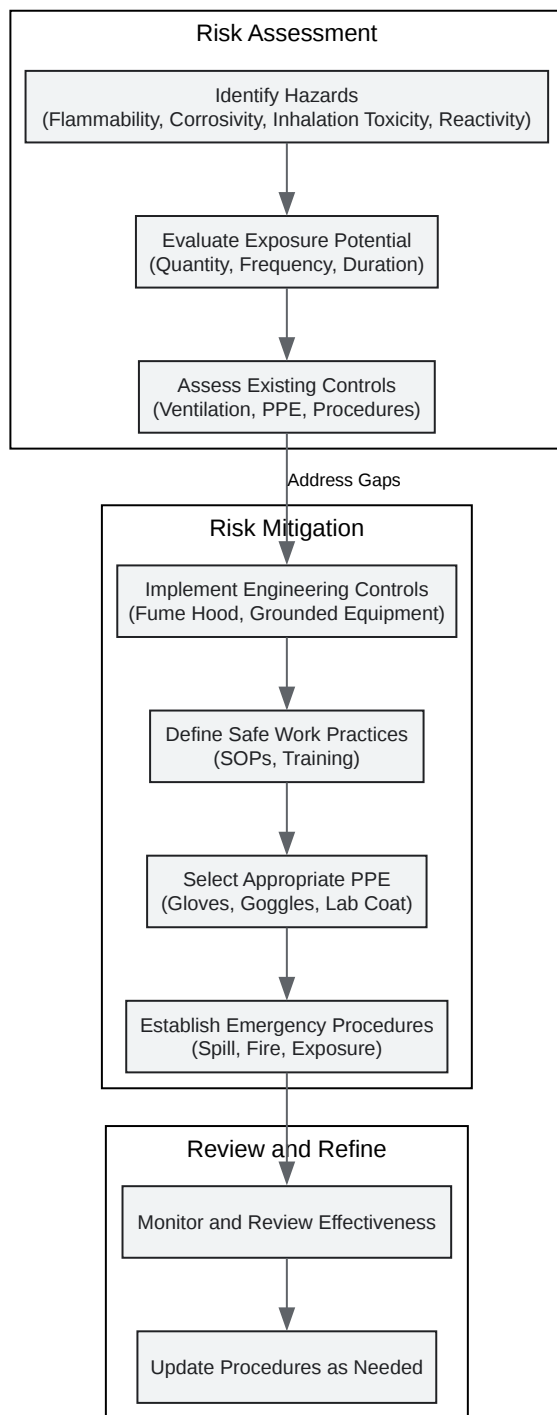 Risk Assessment
Identify Hazards
(Flammability, Corrosivity, Inhalation Toxicity, Reactivity)
Evaluate Exposure Potential
(Quantity, Frequency, Duration)
Assess Existing Controls
(Ventilation, PPE, Procedures)
Address Gaps
Risk Mitigation
Implement Engineering Controls
(Fume Hood, Grounded Equipment)
Define Safe Work Practices
(SOPs, Training)
Select Appropriate PPE
(Gloves, Goggles, Lab Coat)
Establish Emergency Procedures
(Spill, Fire, Exposure)
Review and Refine
Monitor and Review Effectiveness
Update Procedures as Needed